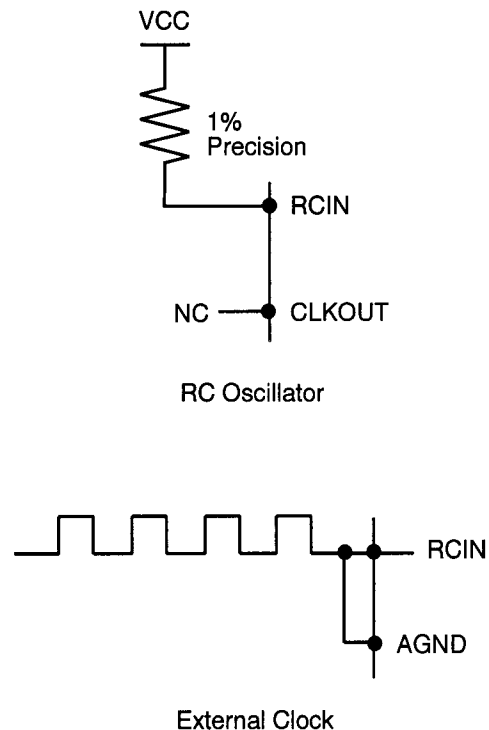 VCC
1%
Precision
RCIN
NC
CLKOUT
RC Oscillator
RCIN
AGND
External Clock